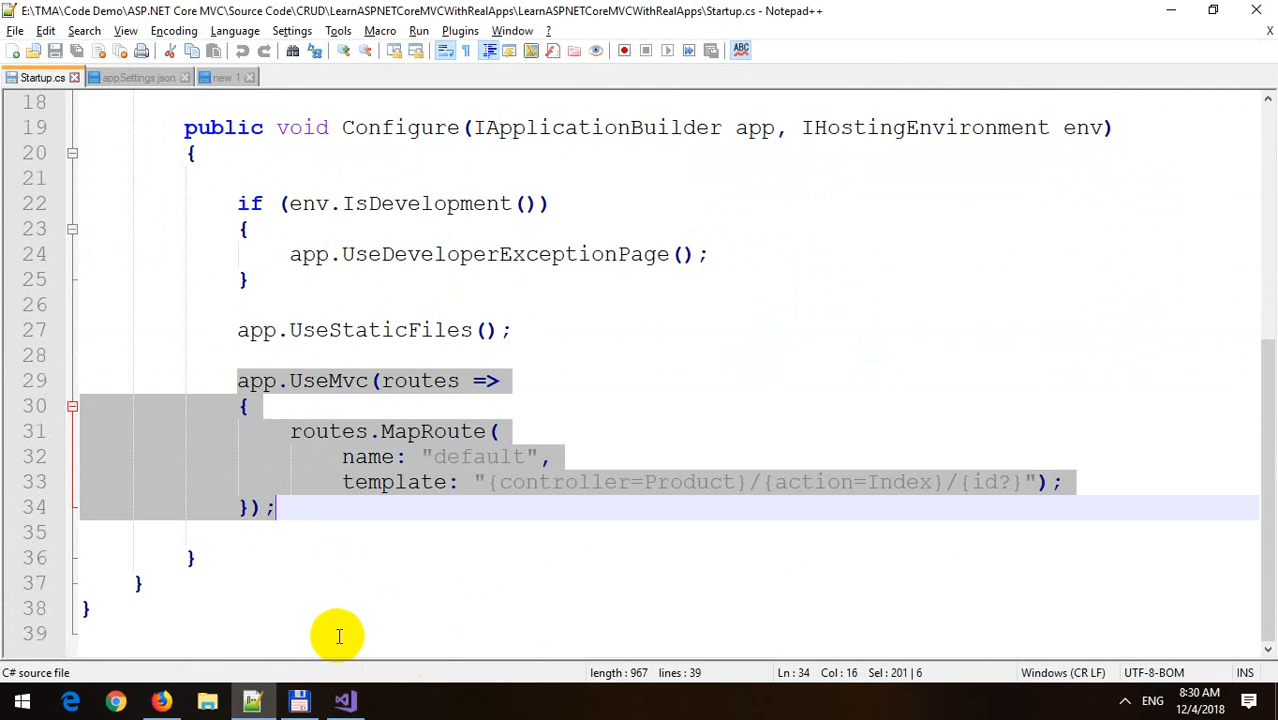 E:\TMA\Code Demo\ASP.NET Core MVC\Source Code\CRUD\LearnASPNETCoreMVCWithRealApps\LearnASPNETCoreMVCWithRealApps\Startup.cs - Notepad++
File Edit Search View Encoding Language Settings Tools Macro Run Plugins Window ? X
ABC
Startup.cs appSettings.json new 1
18
19 public void Configure(IApplicationBuilder app, IHostingEnvironment env)
20 {
21
22 if (env.IsDevelopment())
23 {
24 app.UseDeveloperExceptionPage();
25 }
26
27 app.UseStaticFiles();
28
29 app.UseMvc(routes =>
30 {
31 routes.MapRoute(
32 name: "default",
33 template: "{controller=Product}/{action=Index}/{id?}");
34 });
35
36 }
37 }
38 }
39
C# source file length : 967 lines : 39 Ln : 34 Col : 16 Sel : 201 | 6 Windows (CR LF) UTF-8-BOM INS
ENG 8:30 AM
12/4/2018